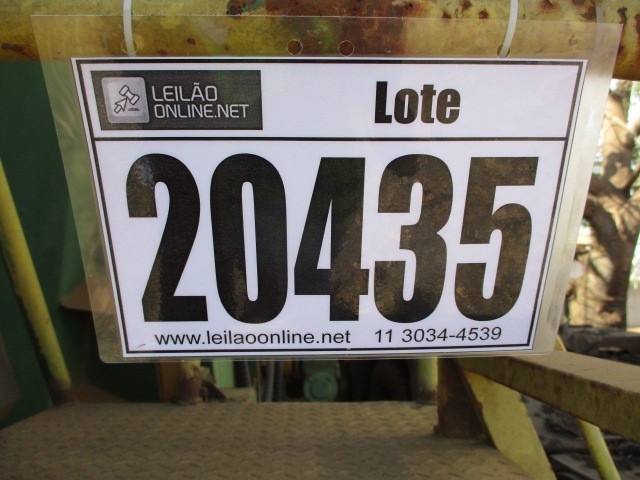 LEILÃO
ONLINE.NET
Lote
20435
www.leilaoonline.net 11 3034-4539